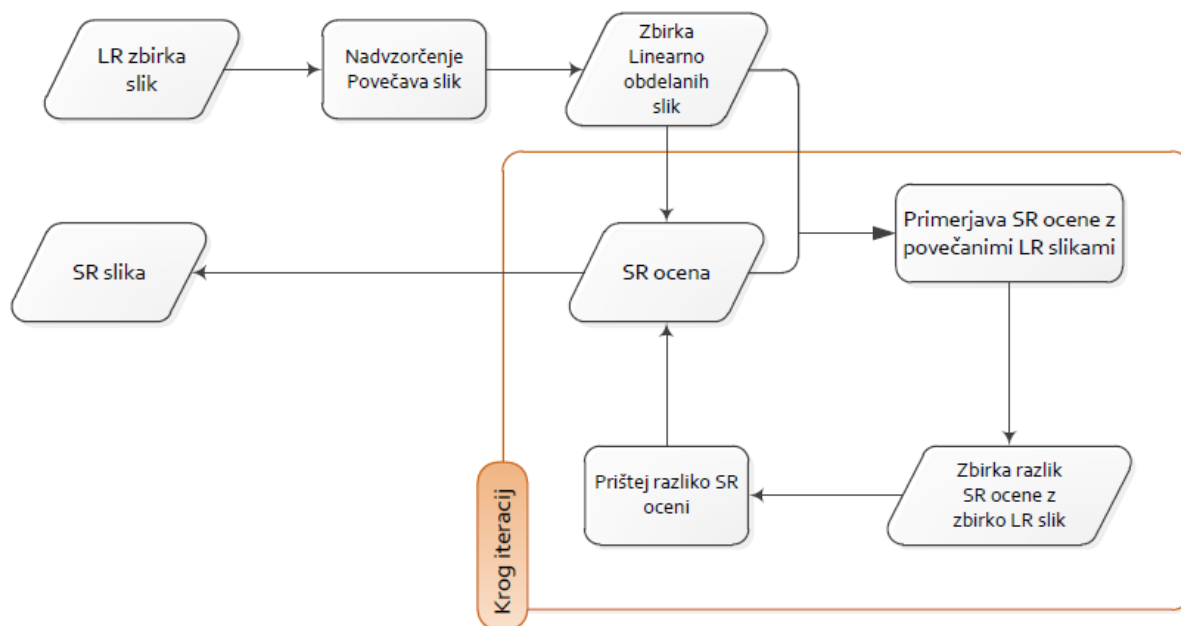 LR zbirka
slik
Nadvzorčenje
Povečava slik
Zbirka
Linearno
obdelanih
slik
SR slika
SR ocena
Primerjava SR ocene z
povečanimi LR slikami
Prištej razliko SR
oceni
Zbirka razlik
SR ocene z
zbirko LR slik
Krog iteracij